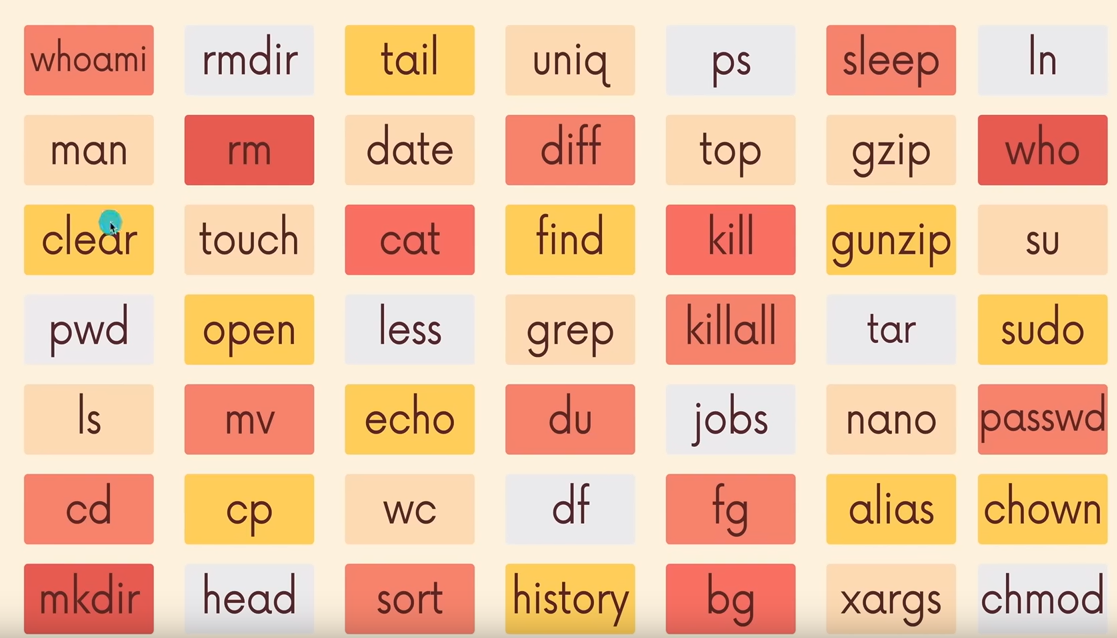 whoami rmdir tail uniq ps sleep ln
man rm date diff top gzip who
clear touch cat find kill gunzip su
pwd open less grep killall tar sudo
ls mv echo du jobs nano passwd
cd cp wc df fg alias chown
mkdir head sort history bg xargs chmod